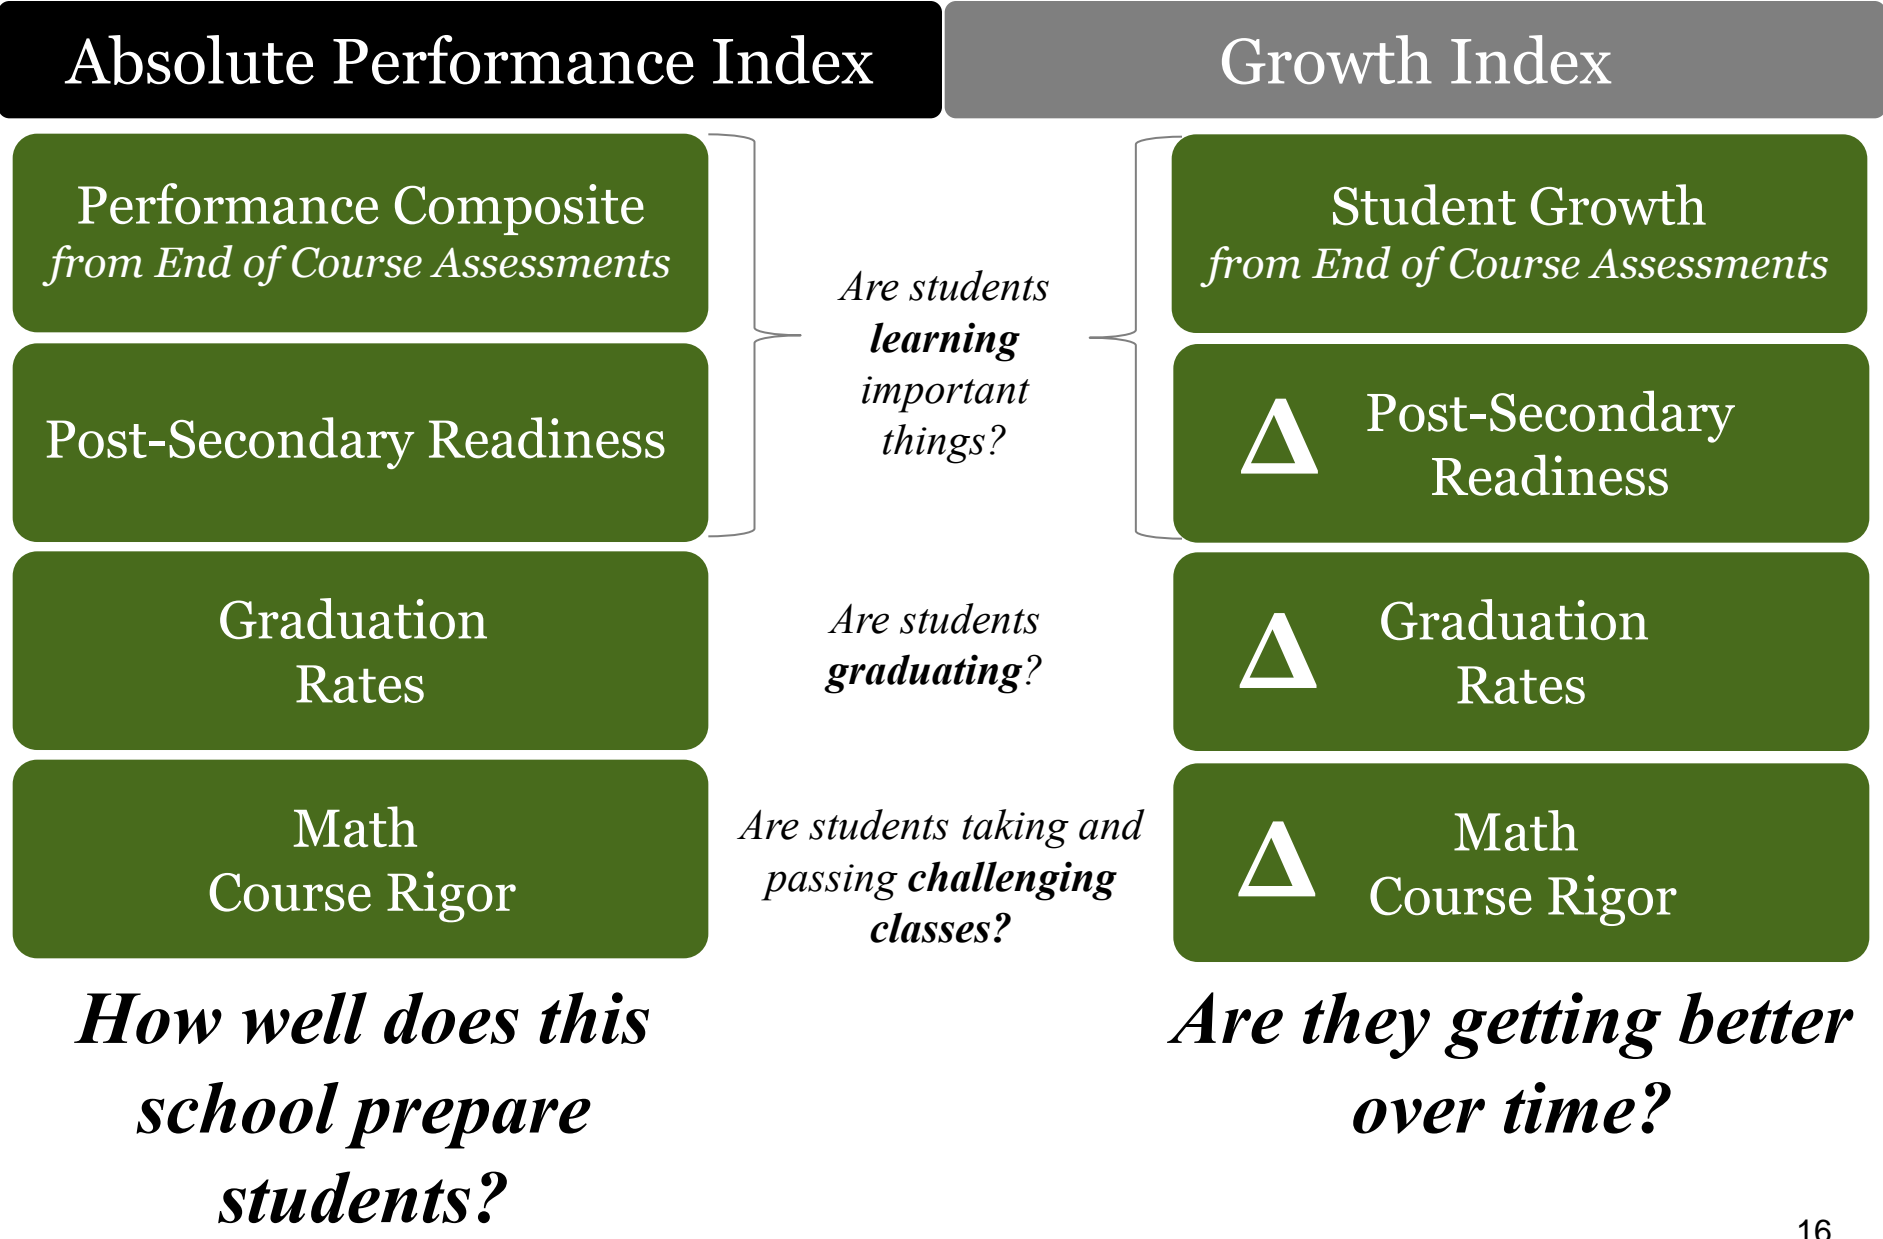 Absolute Performance Index
Growth Index
Performance Composite
from End of Course Assessments
Post-Secondary Readiness
Graduation
Rates
Math
Course Rigor
Are students
learning
important
things?
Are students
graduating?
Are students taking and
passing challenging
classes?
Student Growth
from End of Course Assessments
Δ Post-Secondary
Readiness
Δ Graduation
Rates
Δ Math
Course Rigor
How well does this
school prepare
students?
Are they getting better
over time?
16